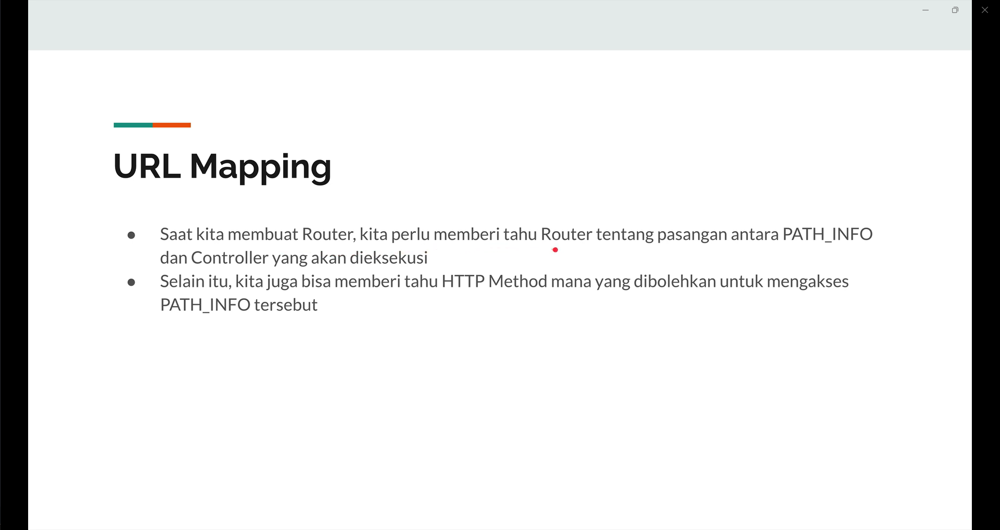 URL Mapping
● Saat kita membuat Router, kita perlu memberi tahu Router tentang pasangan antara PATH_INFO
dan Controller yang akan dieksekusi
● Selain itu, kita juga bisa memberi tahu HTTP Method mana yang dibolehkan untuk mengakses
PATH_INFO tersebut